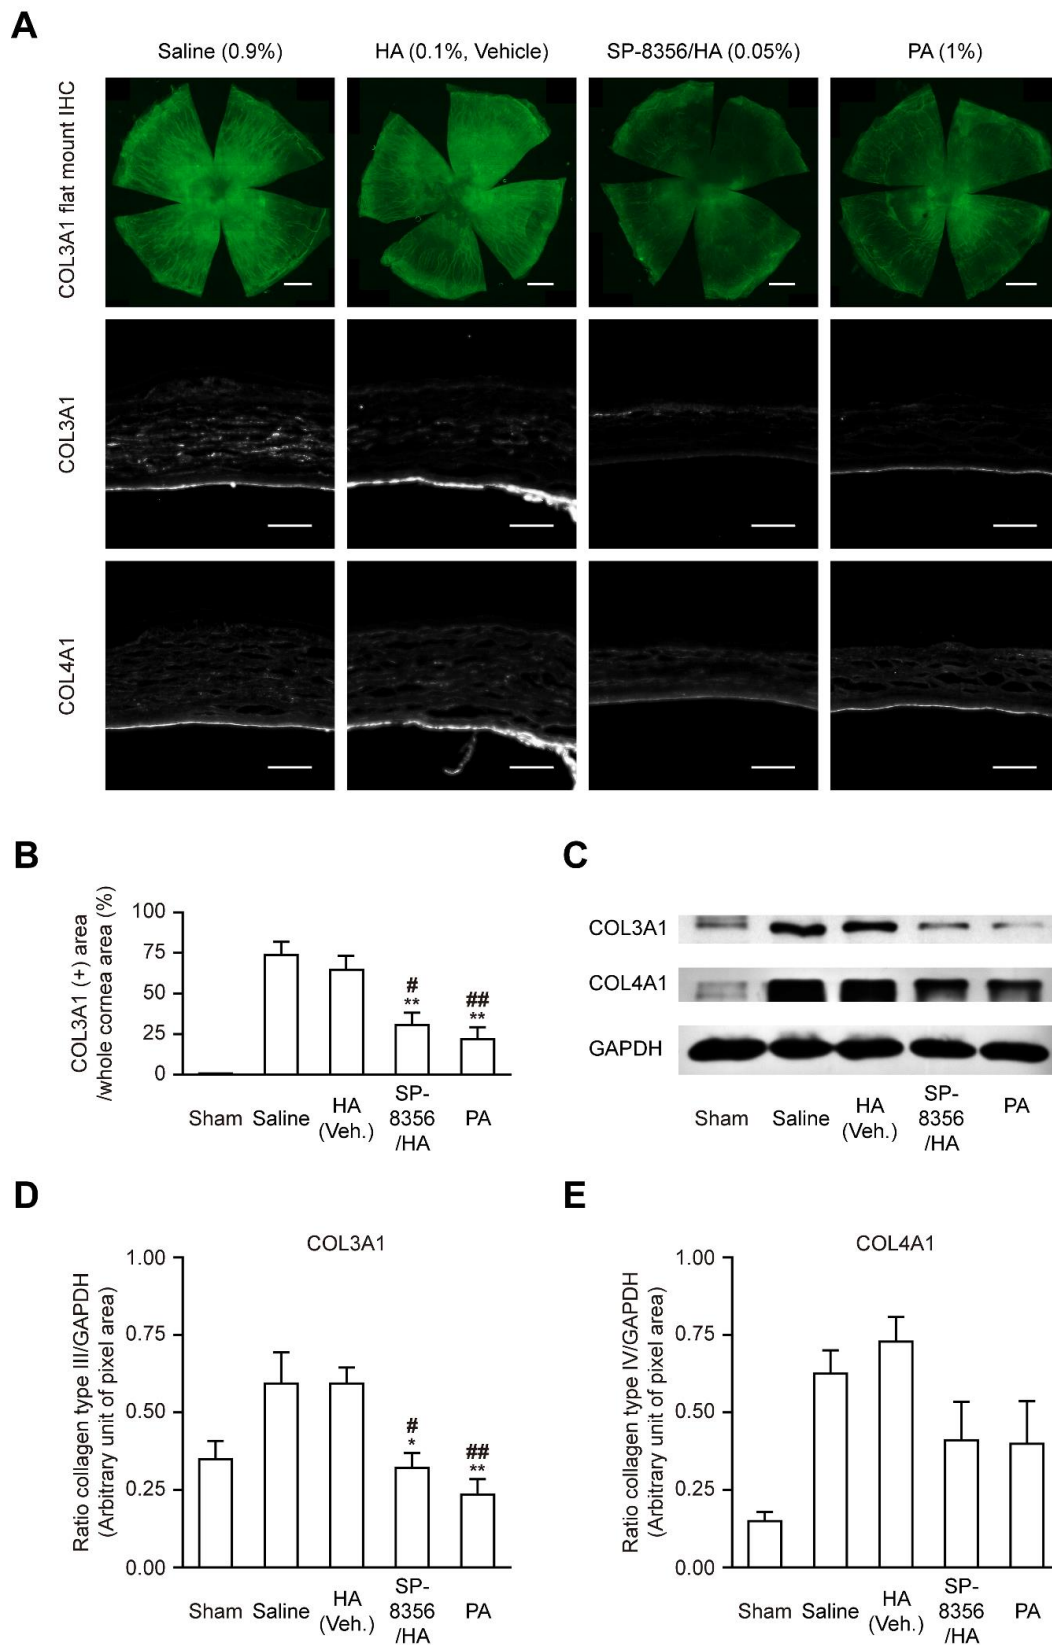 A
Saline (0.9%)
HA (0.1%, Vehicle)
SP-8356/HA (0.05%)
PA (1%)
COL3A1 flat mount IHC
COL3A1
COL4A1
B
COL3A1 (+) area
/whole cornea area (%)
100
75
50
25
0
#
**
##
**
Sham
Saline
HA
(Veh.)
SP-
8356
/HA
PA
C
COL3A1
COL4A1
GAPDH
Sham
Saline
HA
(Veh.)
SP-
8356
/HA
PA
D
COL3A1
Ratio collagen type III/GAPDH
(Arbitrary unit of pixel area)
1.00
0.75
0.50
0.25
0.00
#
*
##
**
Sham
Saline
HA
(Veh.)
SP-
8356
/HA
PA
E
COL4A1
Ratio collagen type IV/GAPDH
(Arbitrary unit of pixel area)
1.00
0.75
0.50
0.25
0.00
Sham
Saline
HA
(Veh.)
SP-
8356
/HA
PA